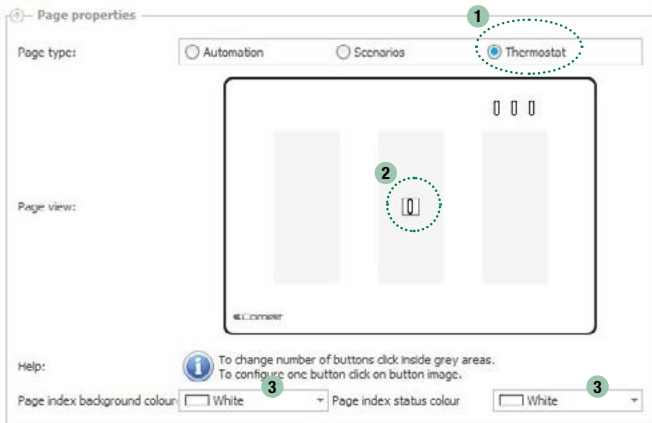 Page properties
1
Page type: Automation Scenarios Thermostat
2
Page view:
Comelit
Help: To change number of buttons click inside grey areas.
To configure one button click on button image.
3 3
Page index background colour White Page index status colour White